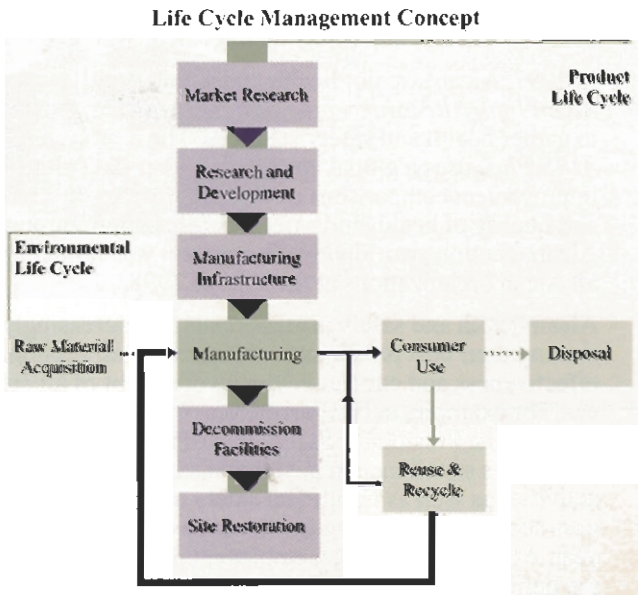 Life Cycle Management Concept
Product
Life Cycle
Market Research
Research and
Development
Environmental
Life Cycle
Manufacturing
Infrastructure
Raw Material
Acquisition
Manufacturing
Consumer
Use
Disposal
Decommission
Facilities
Reuse &
Recycle
Site Restoration